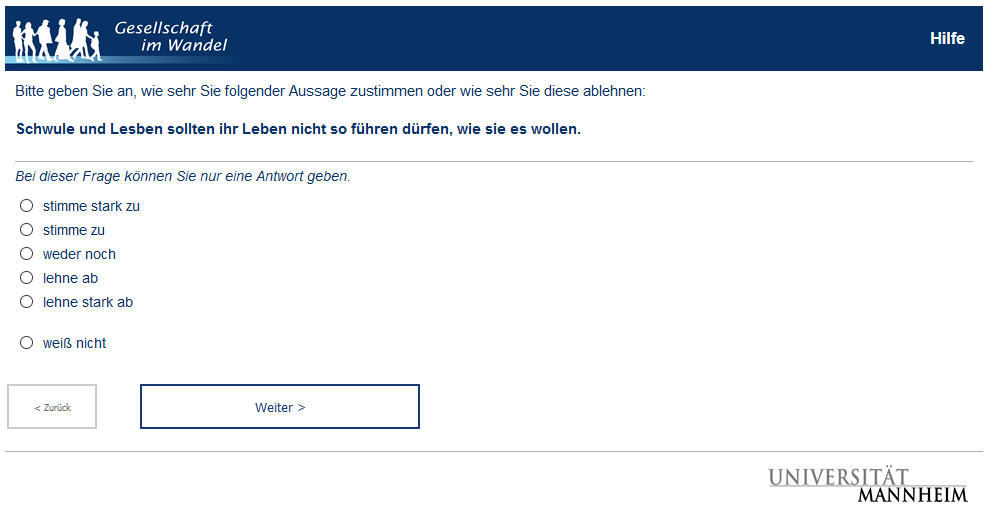 Gesellschaft
im Wandel
Hilfe
Bitte geben Sie an, wie sehr Sie folgender Aussage zustimmen oder wie sehr Sie diese ablehnen:
Schwule und Lesben sollten ihr Leben nicht so führen dürfen, wie sie es wollen.
Bei dieser Frage können Sie nur eine Antwort geben.
stimme stark zu
stimme zu
weder noch
lehne ab
lehne stark ab
weiß nicht
< Zurück
Weiter >
UNIVERSITÄT
MANNHEIM